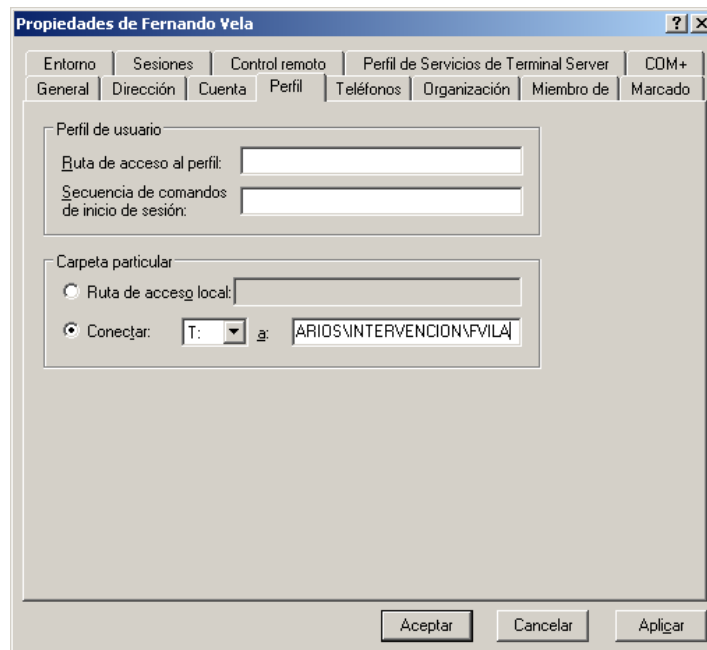 Propiedades de Fernando Vela
Entorno Sesiones Control remoto Perfil de Servicios de Terminal Server COM+
General Dirección Cuenta Perfil Teléfonos Organización Miembro de Marcado
Perfil de usuario
Ruta de acceso al perfil:
Secuencia de comandos
de inicio de sesión:
Carpeta particular
Ruta de acceso local:
Conectar: T: a: ARIOS\INTERVENCION\FVILA
Aceptar Cancelar Aplicar